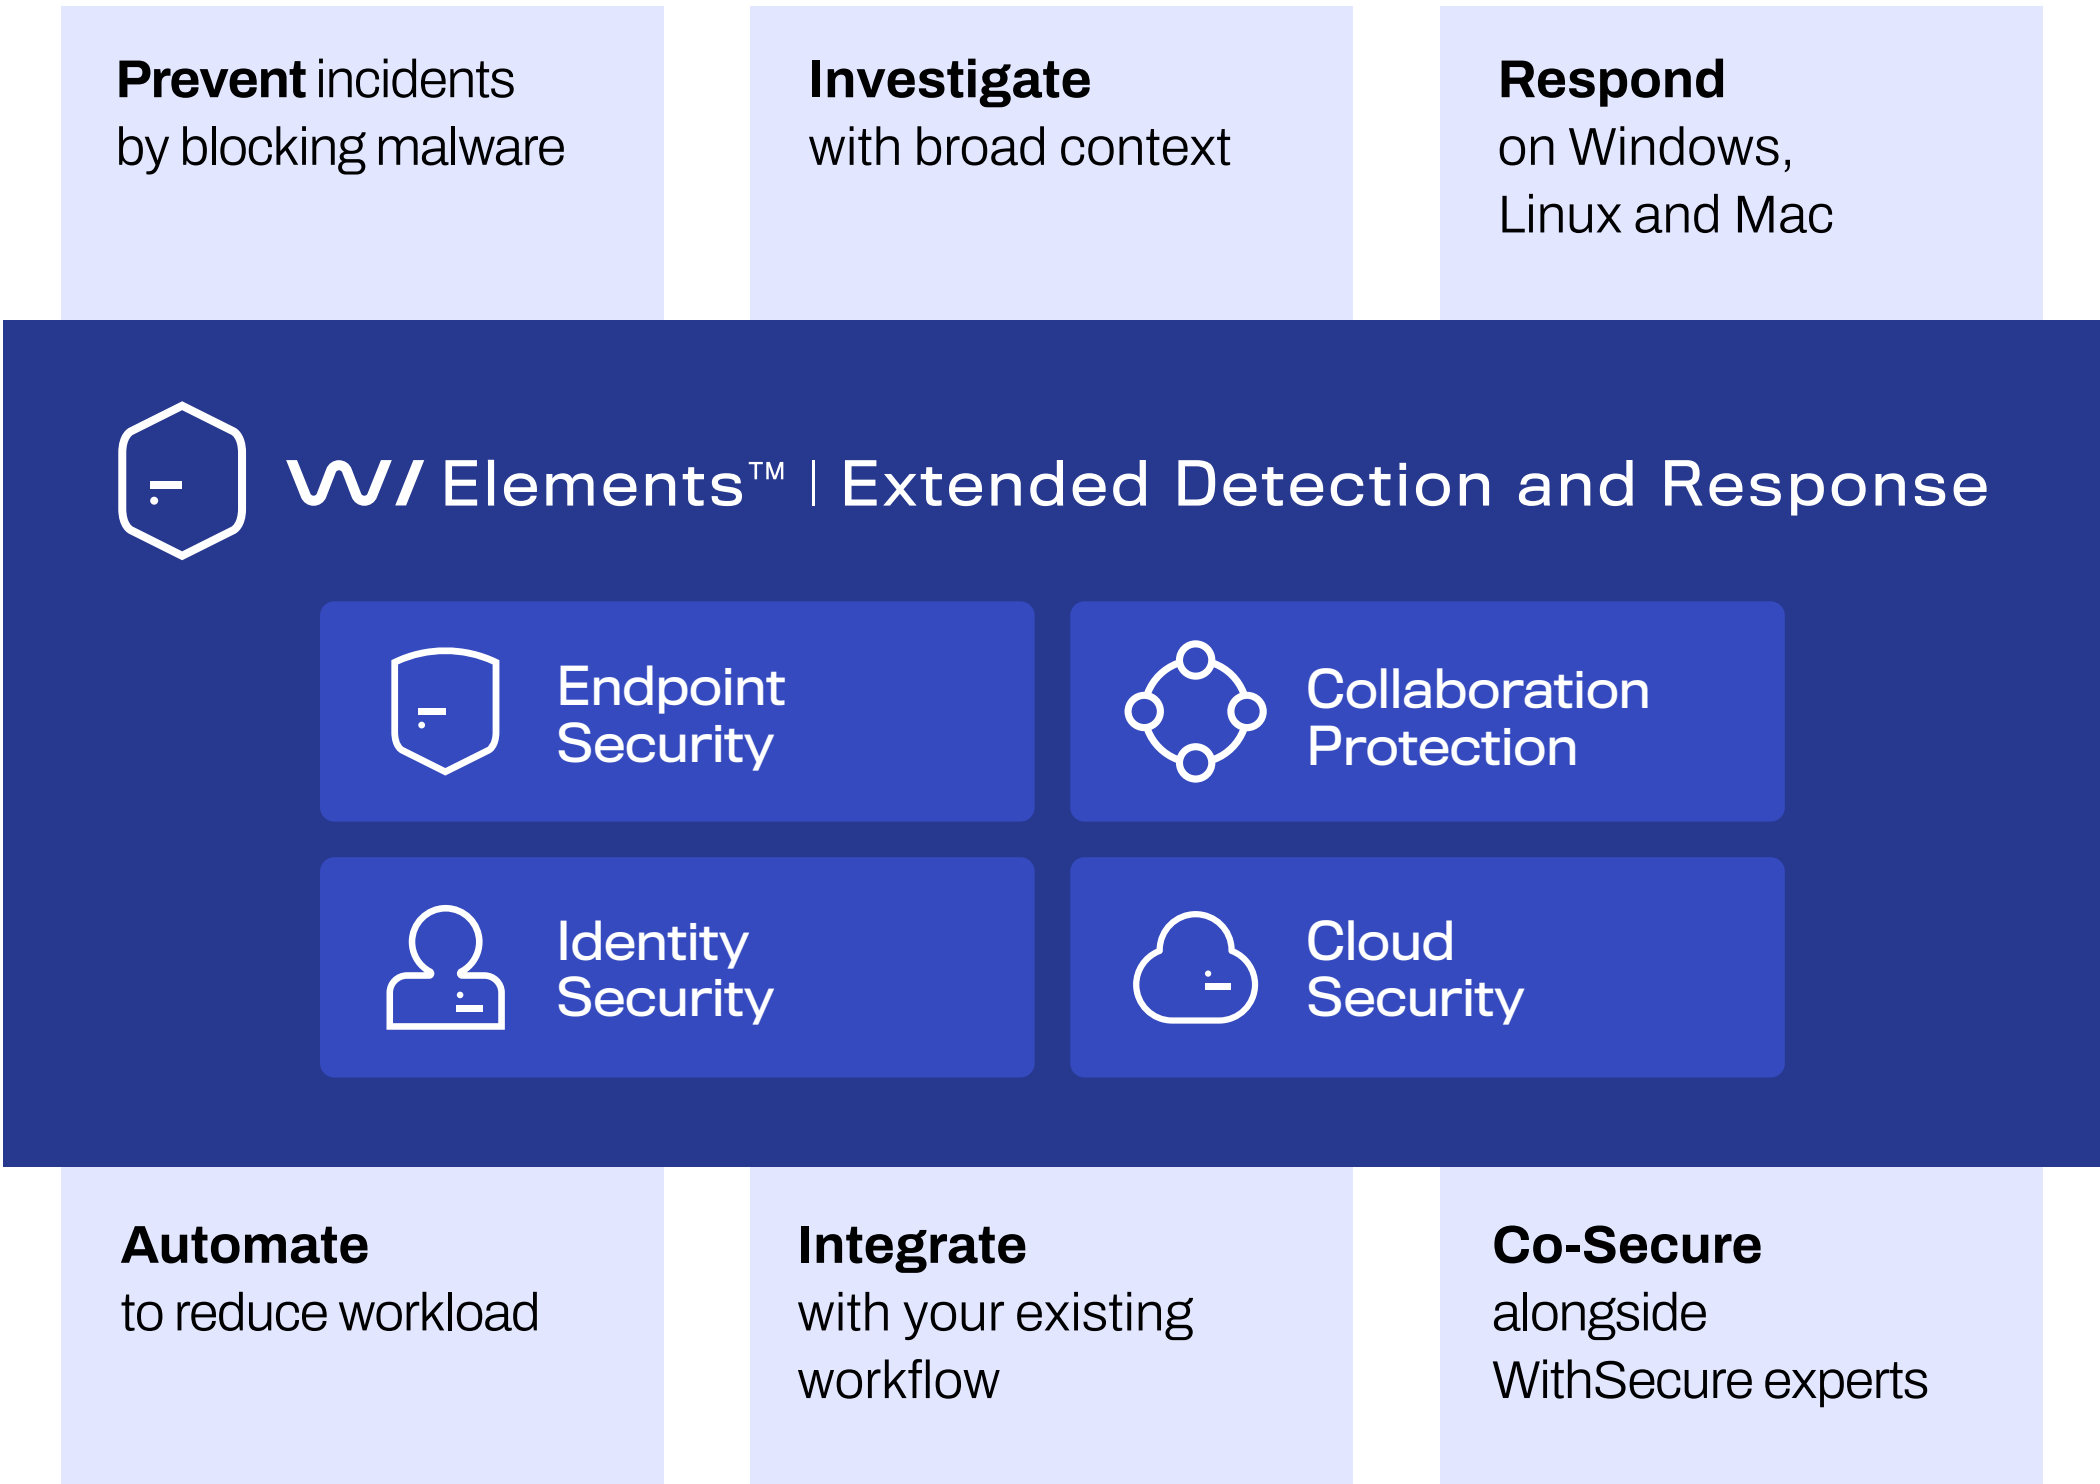 Prevent incidents
by blocking malware
Investigate
with broad context
Respond
on Windows,
Linux and Mac
W/ Elements™ | Extended Detection and Response
Endpoint
Security
Collaboration
Protection
Identity
Security
Cloud
Security
Automate
to reduce workload
Integrate
with your existing
workflow
Co-Secure
alongside
WithSecure experts